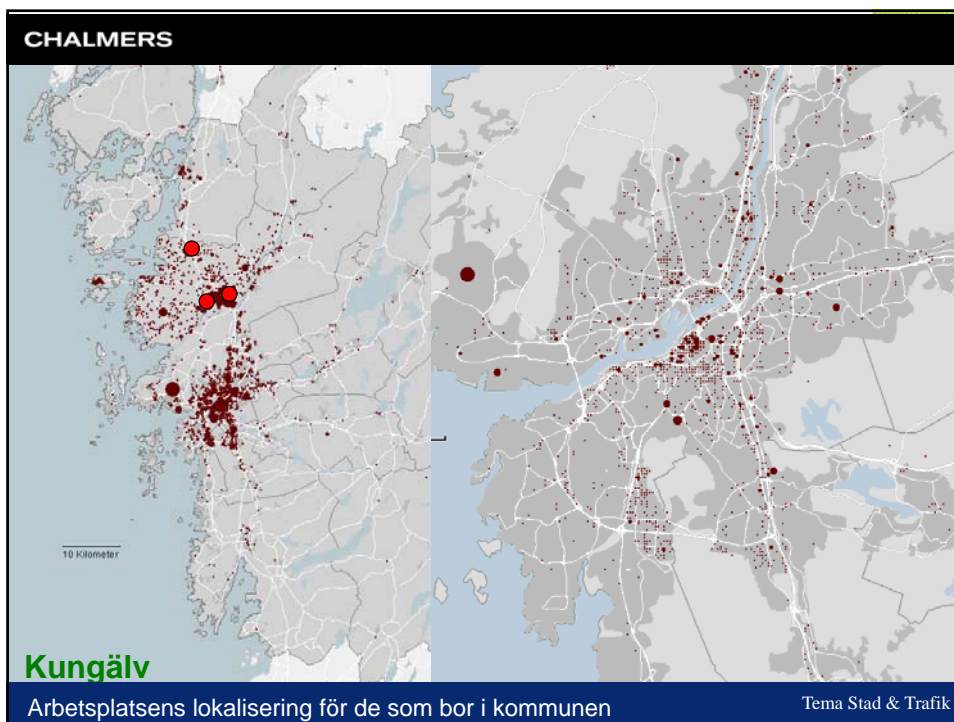 CHALMERS
10 Kilometer
Kungälv
Arbetsplatsens lokalisering för de som bor i kommunen
Tema Stad & Trafik